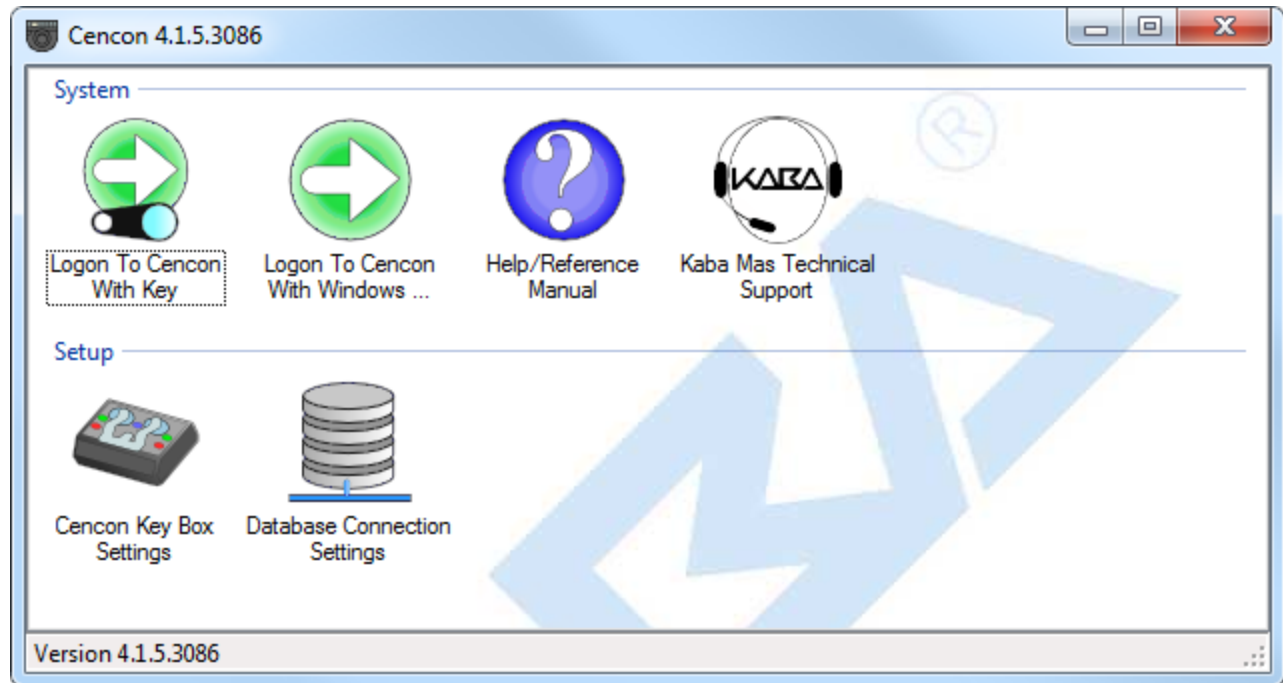 Cencon 4.1.5.3086
System
KABA
Logon To Cencon
With Key
Logon To Cencon
With Windows ...
Help/Reference
Manual
Kaba Mas Technical
Support
Setup
Cencon Key Box
Settings
Database Connection
Settings
Version 4.1.5.3086